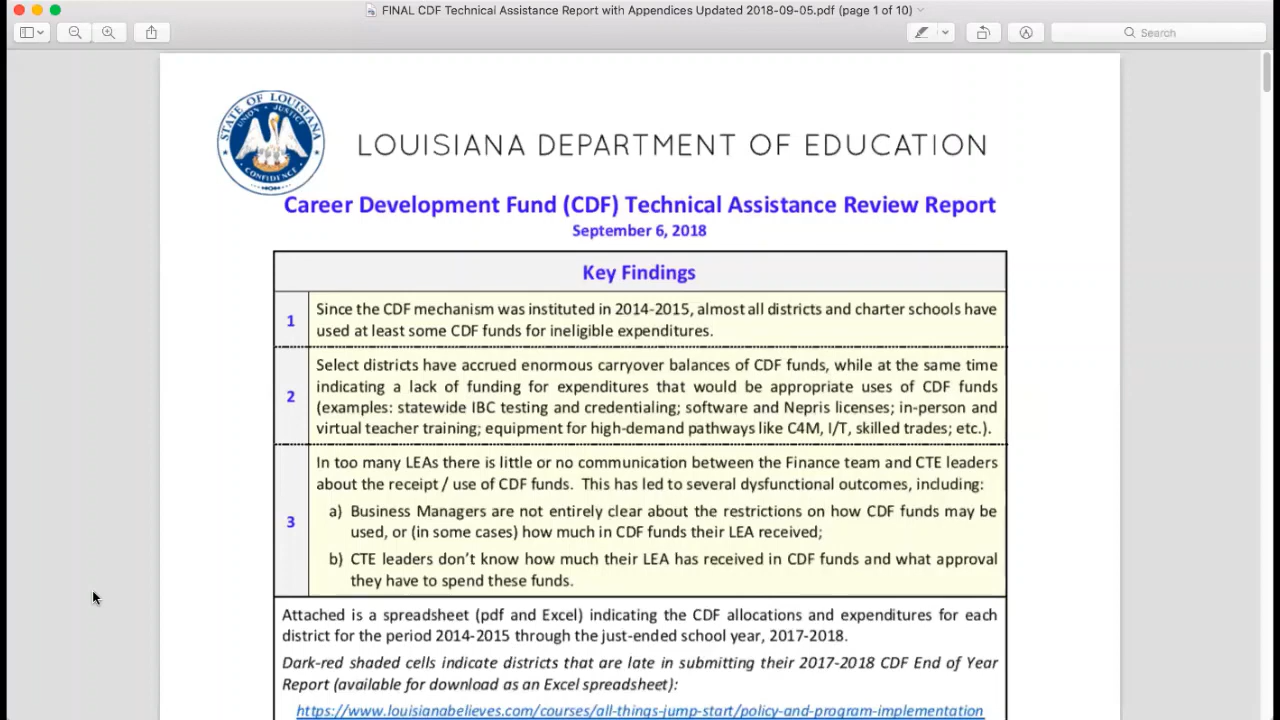 FINAL CDF Technical Assistance Report with Appendices Updated 2018-09-05.pdf (page 1 of 10)
Search
STATE OF LOUISIANA
UNION · JUSTICE
CONFIDENCE
LOUISIANA DEPARTMENT OF EDUCATION
Career Development Fund (CDF) Technical Assistance Review Report
September 6, 2018
Key Findings
1
Since the CDF mechanism was instituted in 2014-2015, almost all districts and charter schools have
used at least some CDF funds for ineligible expenditures.
2
Select districts have accrued enormous carryover balances of CDF funds, while at the same time
indicating a lack of funding for expenditures that would be appropriate uses of CDF funds
(examples: statewide IBC testing and credentialing; software and Nepris licenses; in-person and
virtual teacher training; equipment for high-demand pathways like C4M, I/T, skilled trades; etc.).
3
In too many LEAs there is little or no communication between the Finance team and CTE leaders
about the receipt / use of CDF funds. This has led to several dysfunctional outcomes, including:
a) Business Managers are not entirely clear about the restrictions on how CDF funds may be
used, or (in some cases) how much in CDF funds their LEA received;
b) CTE leaders don't know how much their LEA has received in CDF funds and what approval
they have to spend these funds.
Attached is a spreadsheet (pdf and Excel) indicating the CDF allocations and expenditures for each
district for the period 2014-2015 through the just-ended school year, 2017-2018.
Dark-red shaded cells indicate districts that are late in submitting their 2017-2018 CDF End of Year
Report (available for download as an Excel spreadsheet):
https://www.louisianabelieves.com/courses/all-things-jump-start/policy-and-program-implementation